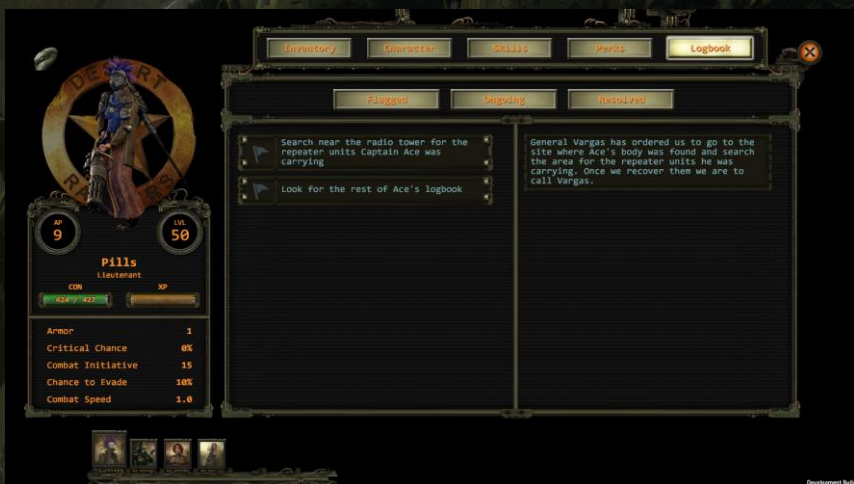 Inventory
Character
Skills
Perks
Logbook
DESERT
RANGERS
Flagged
Ongoing
Resolved
Search near the radio tower for the
repeater units Captain Ace was
carrying
Look for the rest of Ace's logbook
General Vargas has ordered us to go to the
site where Ace's body was found and search
the area for the repeater units he was
carrying. Once we recover them we are to
call Vargas.
AP
9
LVL
50
Pills
Lieutenant
CON
XP
424 / 427
Armor 1
Critical Chance 0%
Combat Initiative 15
Chance to Evade 10%
Combat Speed 1.0
Development Build